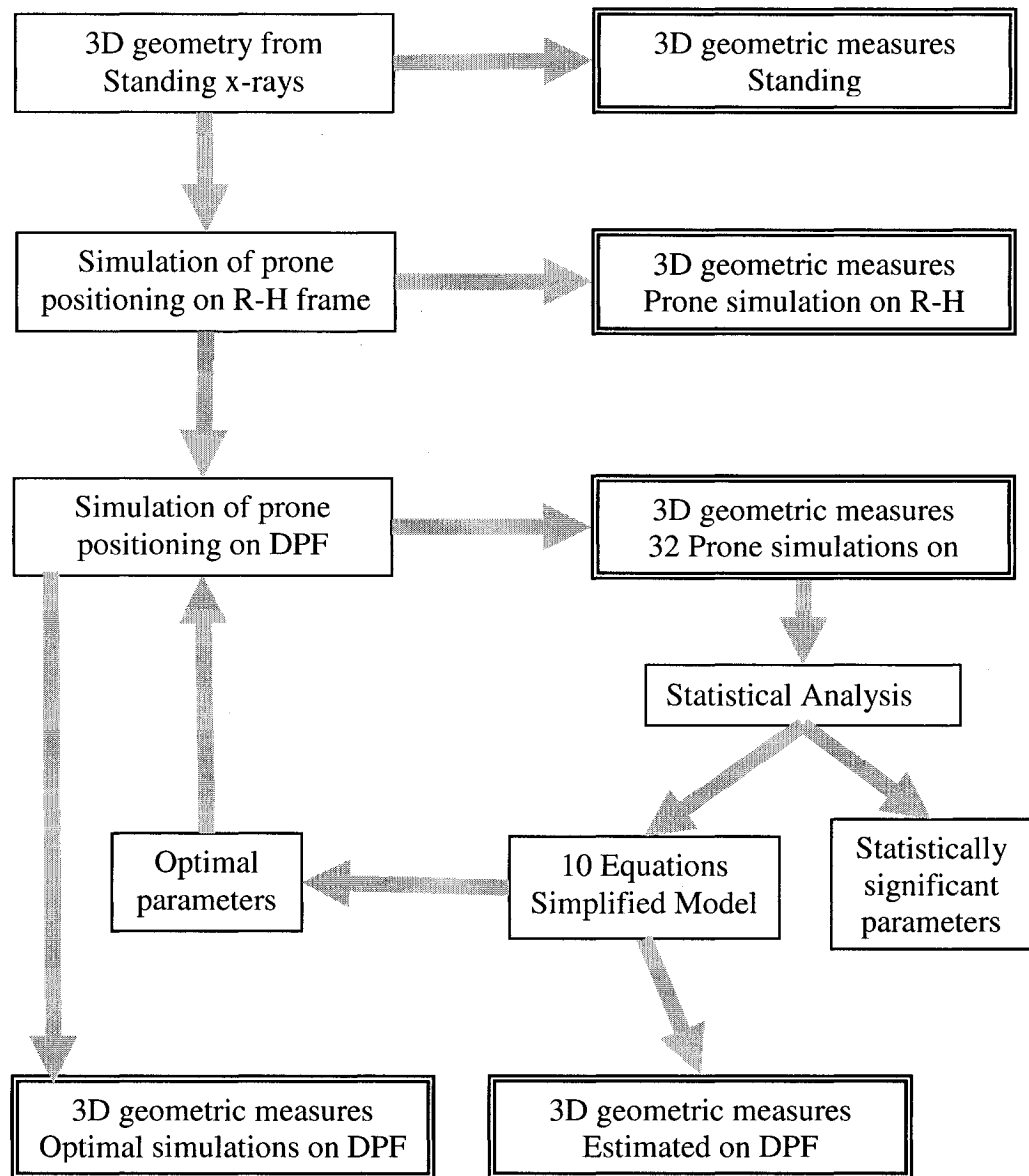 3D geometry from
Standing x-rays
3D geometric measures
Standing
Simulation of prone
positioning on R-H frame
3D geometric measures
Prone simulation on R-H
Simulation of prone
positioning on DPF
3D geometric measures
32 Prone simulations on
Statistical Analysis
Optimal
parameters
10 Equations
Simplified Model
Statistically
significant
parameters
3D geometric measures
Optimal simulations on DPF
3D geometric measures
Estimated on DPF